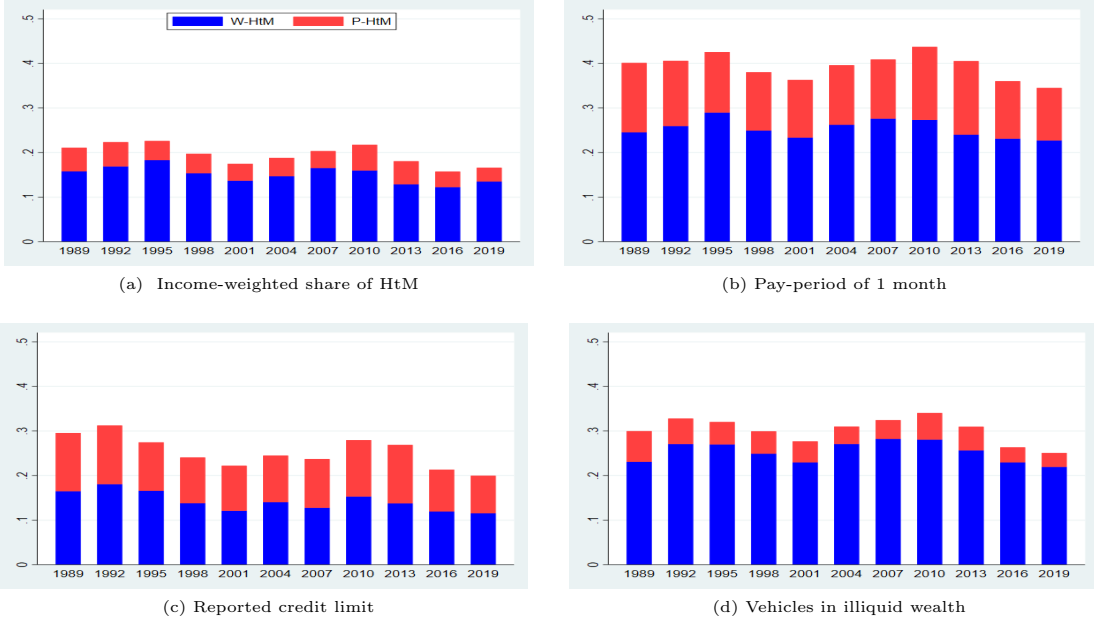 W-HtM P-HtM
.5
.4
.3
.2
.1
0
1989 1992 1995 1998 2001 2004 2007 2010 2013 2016 2019
(a) Income-weighted share of HtM
.5
.4
.3
.2
.1
0
1989 1992 1995 1998 2001 2004 2007 2010 2013 2016 2019
(b) Pay-period of 1 month
.5
.4
.3
.2
.1
0
1989 1992 1995 1998 2001 2004 2007 2010 2013 2016 2019
(c) Reported credit limit
.5
.4
.3
.2
.1
0
1989 1992 1995 1998 2001 2004 2007 2010 2013 2016 2019
(d) Vehicles in illiquid wealth